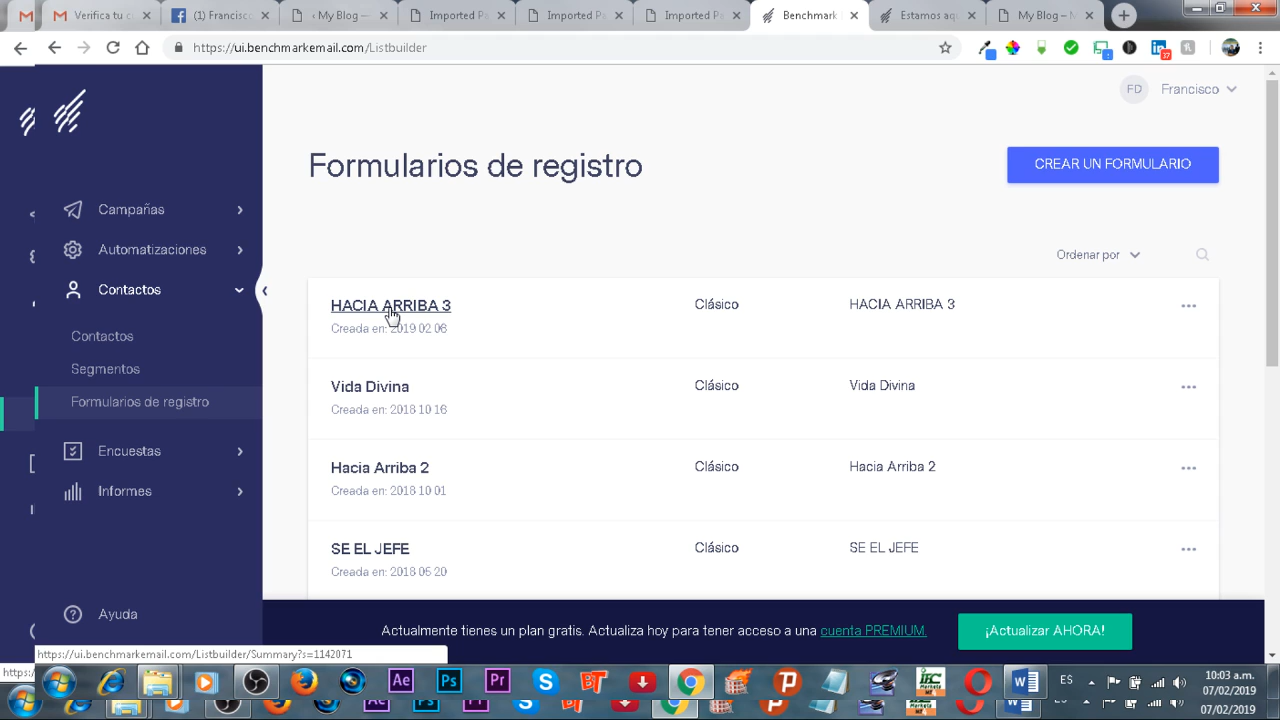 Verifica tu c
(1) Francisc
‹ My Blog –
Imported Pa
Imported Pa
Imported Pa
Benchmark
Estamos aq
My Blog – M
https://ui.benchmarkemail.com/Listbuilder
37
FD Francisco
Formularios de registro
CREAR UN FORMULARIO
Campañas
Automatizaciones
Contactos
Contactos
Segmentos
Formularios de registro
Encuestas
Informes
Ayuda
Ordenar por
HACIA ARRIBA 3 Clásico HACIA ARRIBA 3
Creada en: 2019 02 06
Vida Divina Clásico Vida Divina
Creada en: 2018 10 16
Hacia Arriba 2 Clásico Hacia Arriba 2
Creada en: 2018 10 01
SE EL JEFE Clásico SE EL JEFE
Creada en: 2018 05 20
Actualmente tienes un plan gratis. Actualiza hoy para tener acceso a una cuenta PREMIUM.
¡Actualizar AHORA!
https://ui.benchmarkemail.com/Listbuilder/Summary?s=1142071
https:/
ES
10:03 a.m.
07/02/2019
ES
07/02/2019